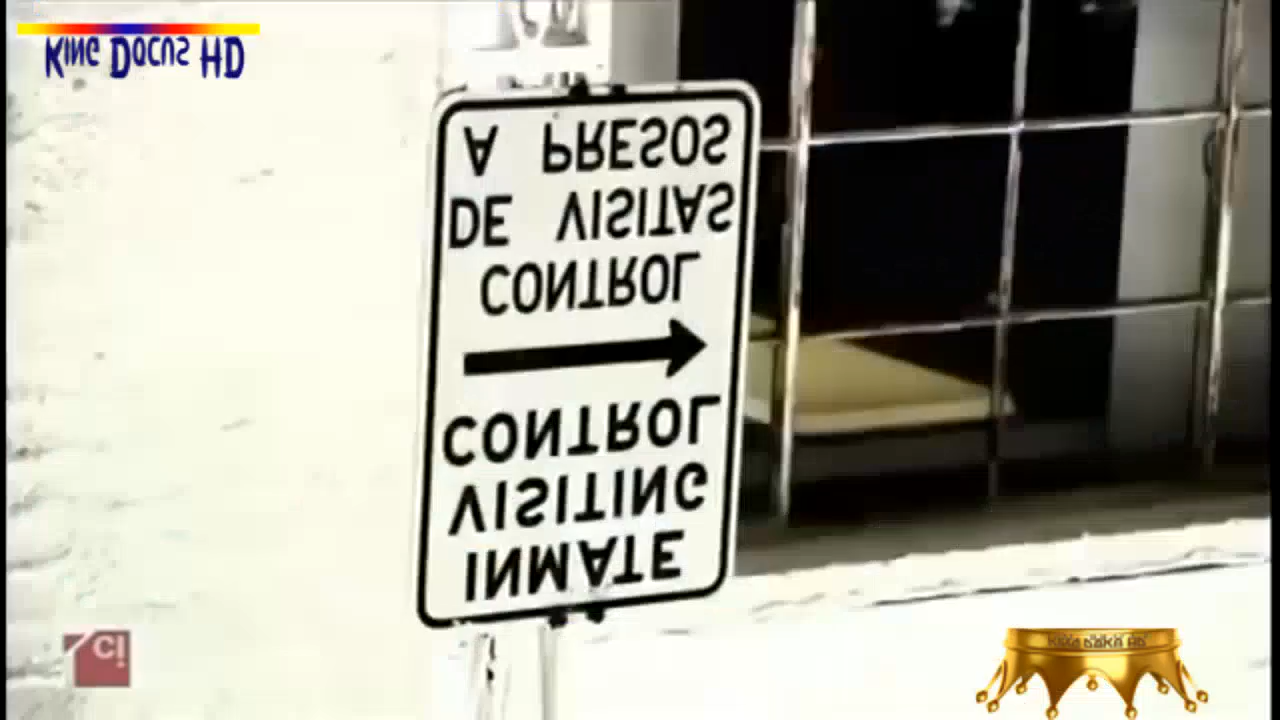 INMATE
VISITING
CONTROL
CONTROL
DE VISITAS
A PRESOS
King Docus HD